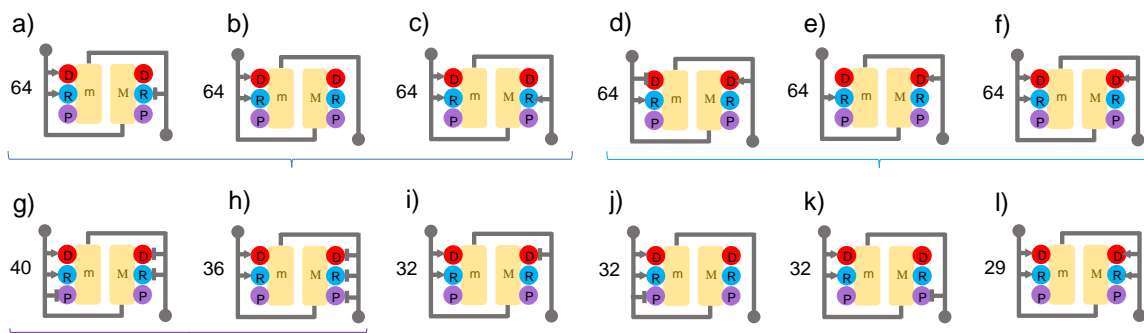 a) b) c) d) e) f)
D D D D D D D D D D D D
64 m M R R 64 m M R R 64 m M R R 64 m M R R 64 m M R R 64 m M R R
P P P P P P P P P P P P
g) h) i) j) k) l)
D D D D D D D D D D D D
40 m M R R 36 m M R R 32 m M R R 32 m M R R 32 m M R R 29 m M R R
P P P P P P P P P P P P